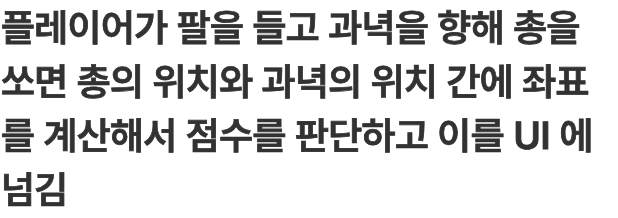 플레이어가 팔을 들고 과녁을 향해 총을
쏘면 총의 위치와 과녁의 위치 간에 좌표
를 계산해서 점수를 판단하고 이를 UI 에
넘김